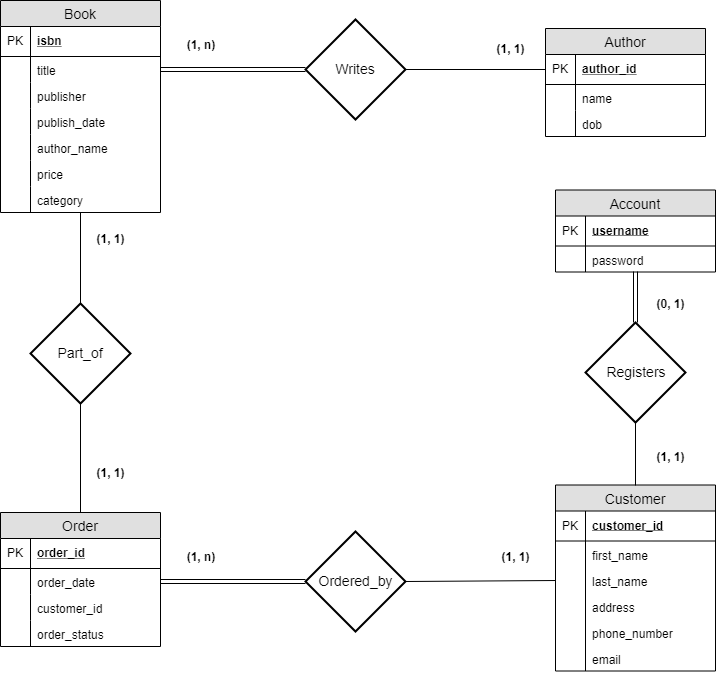 Book
PK isbn
title
publisher
publish_date
author_name
price
category
(1, n)
Writes
(1, 1)
Author
PK author_id
name
dob
Account
PK username
password
(0, 1)
Registers
(1, 1)
(1, 1)
Part_of
(1, 1)
Order
PK order_id
order_date
customer_id
order_status
(1, n)
Ordered_by
(1, 1)
Customer
PK customer_id
first_name
last_name
address
phone_number
email